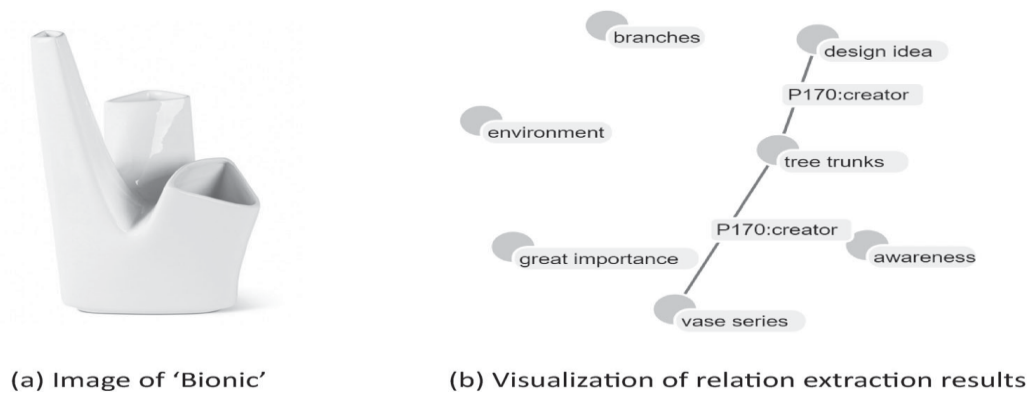 branches
design idea
P170:creator
environment
tree trunks
P170:creator
great importance
awareness
vase series
(a) Image of ‘Bionic’
(b) Visualization of relation extraction results